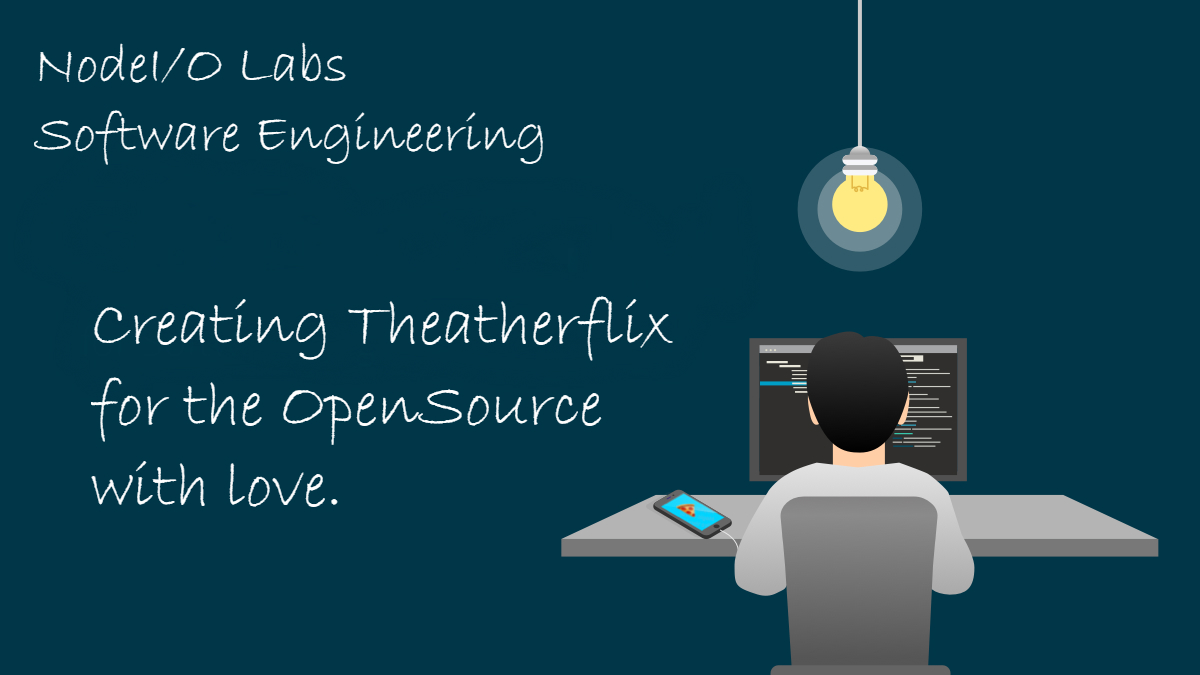 NodeI/O Labs
Software Engineering
Creating Theatherflix
for the OpenSource
with love.